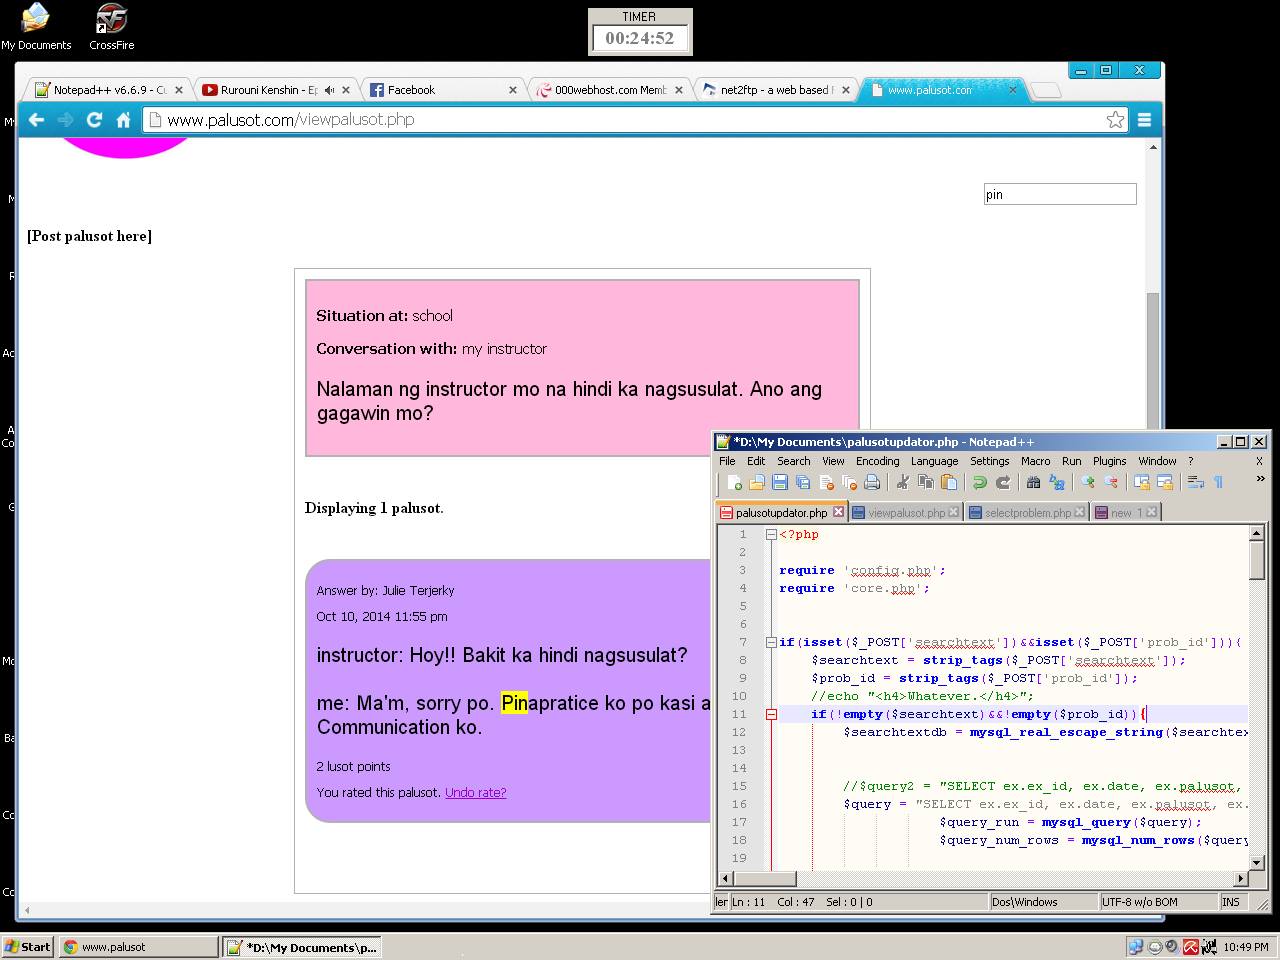 My Documents
CrossFire
TIMER
00:24:52
Notepad++ v6.6.9 - Cu
Rurouni Kenshin - Ep
Facebook
000webhost.com Memb
net2ftp - a web based F
www.palusot.com
www.palusot.com/viewpalusot.php
pin
[Post palusot here]
Situation at: school
Conversation with: my instructor
Nalaman ng instructor mo na hindi ka nagsusulat. Ano ang
gagawin mo?
Displaying 1 palusot.
Answer by: Julie Terjerky
Oct 10, 2014 11:55 pm
instructor: Hoy!! Bakit ka hindi nagsusulat?
me: Ma'm, sorry po. Pinapratice ko po kasi a
Communication ko.
2 lusot points
You rated this palusot. Undo rate?
*D:\My Documents\palusotupdator.php - Notepad++
File Edit Search View Encoding Language Settings Macro Run Plugins Window ? X
palusotupdator.php viewpalusot.php selectproblem.php new 1
1 <?php
2
3 require 'config.php';
4 require 'core.php';
5
6
7 if(isset($_POST['searchtext'])&&isset($_POST['prob_id'])){
8 $searchtext = strip_tags($_POST['searchtext']);
9 $prob_id = strip_tags($_POST['prob_id']);
10 //echo "<h4>Whatever.</h4>";
11 if(!empty($searchtext)&&!empty($prob_id)){
12 $searchtextdb = mysql_real_escape_string($searchtex
13
14
15 //$query2 = "SELECT ex.ex_id, ex.date, ex.palusot,
16 $query = "SELECT ex.ex_id, ex.date, ex.palusot, ex.
17 $query_run = mysql_query($query);
18 $query_num_rows = mysql_num_rows($query
19
ler Ln : 11 Col : 47 Sel : 0 | 0 Dos\Windows UTF-8 w/o BOM INS
Start
www.palusot
*D:\My Documents\p...
10:49 PM